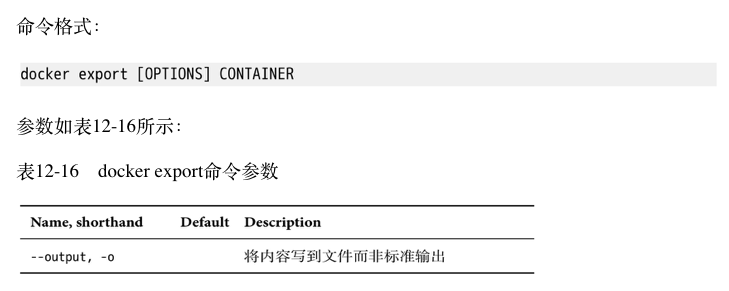 命令格式：
docker export [OPTIONS] CONTAINER
参数如表12-16所示：
表12-16 docker export命令参数
Name, shorthand Default Description
--output, -o 将内容写到文件而非标准输出